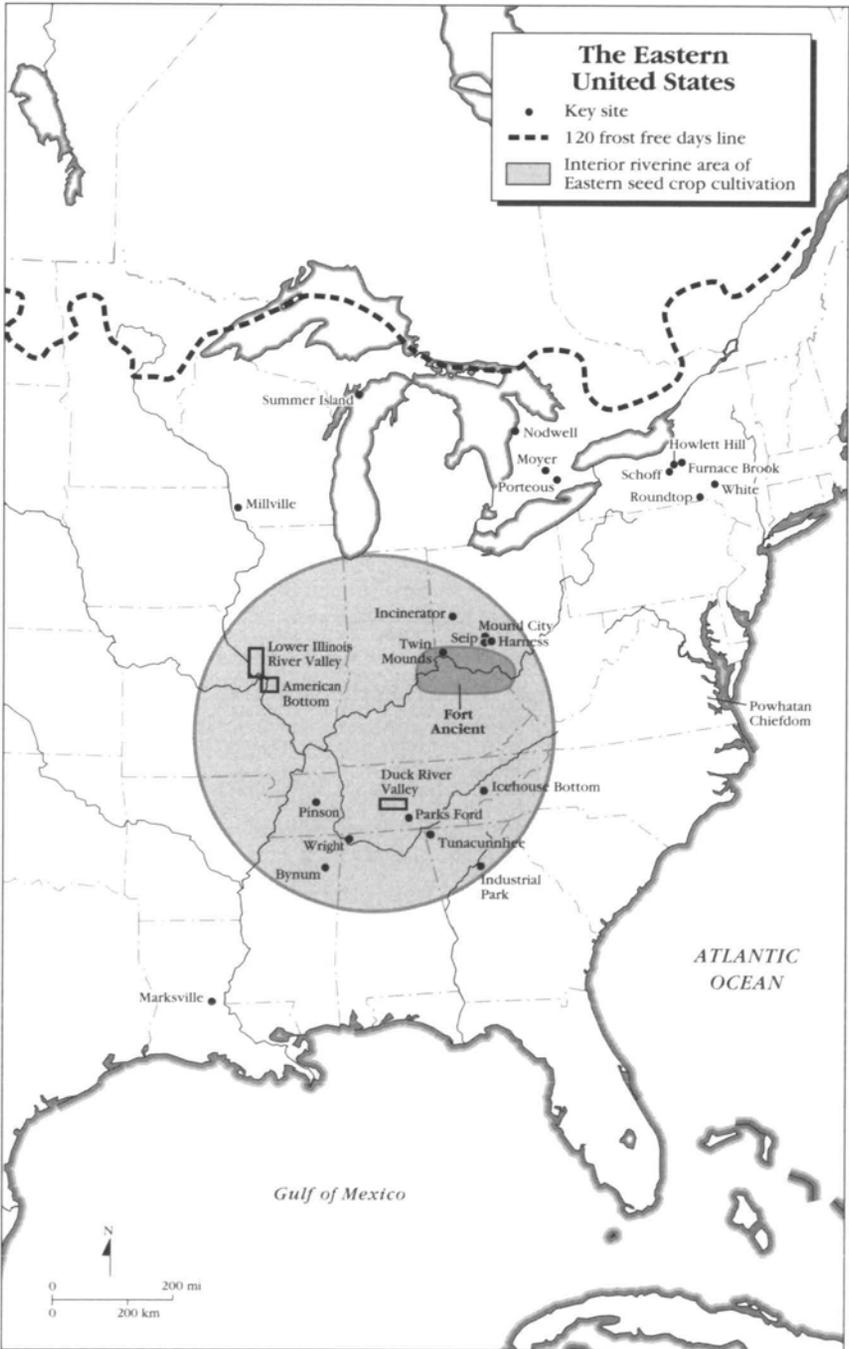 The Eastern
United States
Key site
120 frost free days line
Interior riverine area of
Eastern seed crop cultivation
Summer Island
Nodwell
Howlett Hill
Moyer
Furnace Brook
Schoff
Porteous
White
Roundtop
Millville
Incinerator
Mound City
Seip
Harness
Twin
Mounds
Lower Illinois
River Valley
American
Bottom
Fort
Ancient
Powhatan
Chiefdom
Duck River
Valley
Icehouse Bottom
Pinson
Parks Ford
Wright
Tunacunnhee
Bynum
Industrial
Park
ATLANTIC
OCEAN
Marksville
Gulf of Mexico
N
0 200 mi
0 200 km